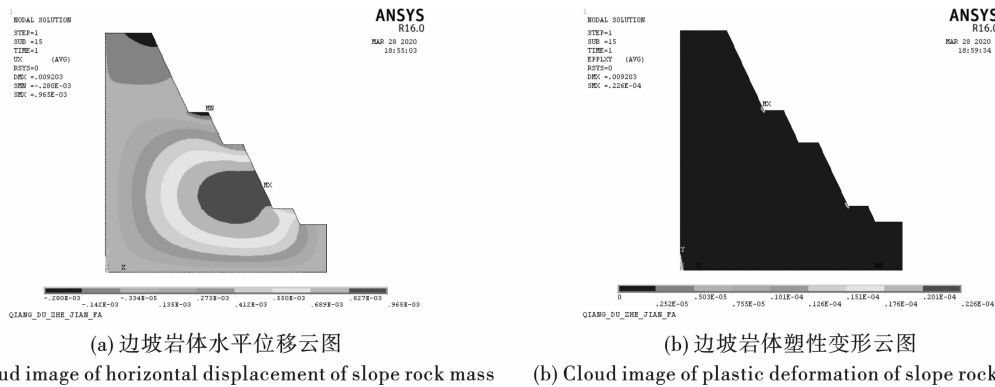 1
NODAL SOLUTION
STEP=1
SUB =15
TIME=1
UX (AVG)
RSYS=0
DMX =.009203
SMN =-.280E-03
SMX =.965E-03
ANSYS
R16.0
MAR 28 2020
18:55:03
MN
MX
X
-.280E-03 -.334E-05 .273E-03 .550E-03 .827E-03
-.142E-03 .135E-03 .412E-03 .689E-03 .965E-03
QIANG_DU_ZHE_JIAN_FA
(a) 边坡岩体水平位移云图
ud image of horizontal displacement of slope rock mass
1
NODAL SOLUTION
STEP=1
SUB =15
TIME=1
EPPLXY (AVG)
RSYS=0
DMX =.009203
SMX =.226E-04
ANSYS
R16.0
MAR 28 2020
18:59:34
MX
Y
0 .503E-05 .101E-04 .151E-04 .201E-04
.252E-05 .755E-05 .126E-04 .176E-04 .226E-04
QIANG_DU_ZHE_JIAN_FA
(b) 边坡岩体塑性变形云图
(b) Cloud image of plastic deformation of slope rock